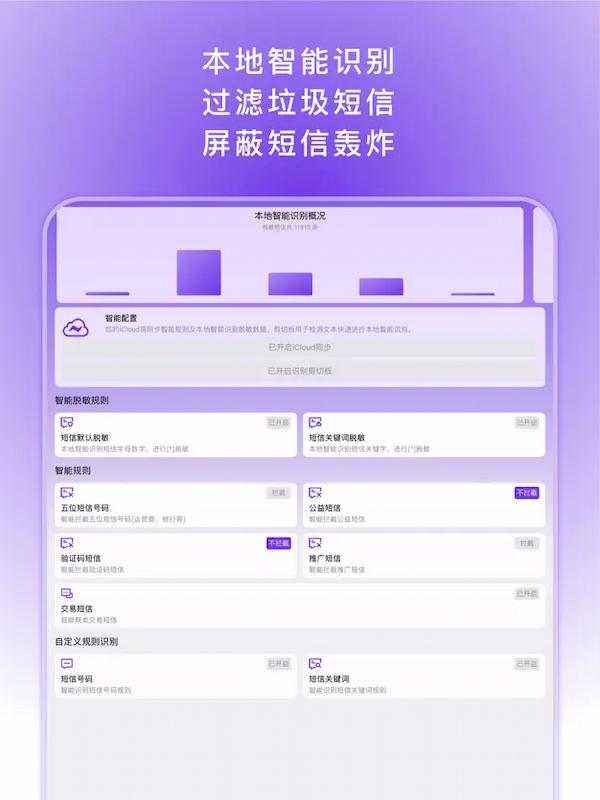 本地智能识别
过滤垃圾短信
屏蔽短信轰炸
本地智能识别概况
拦截短信共 31810 条
智能配置
您的iCloud将同步智能规则及本地智能识别脱敏数据，剪切板用于检测文本快速进行本地智能识别。
已开启iCloud同步
已开启识别剪切板
智能脱敏规则
已开启
短信默认脱敏
本地智能识别短信字母数字，进行[*]脱敏
已开启
短信关键词脱敏
本地智能识别短信关键字，进行[*]脱敏
智能规则
拦截
五位短信号码
智能拦截五位短信号码(运营商、银行等)
不拦截
公益短信
智能拦截公益短信
不拦截
验证码短信
智能拦截验证码短信
拦截
推广短信
智能拦截推广短信
已开启
交易短信
智能聚类交易短信
自定义规则识别
已开启
短信号码
智能识别短信号码规则
已开启
短信关键词
智能识别短信关键词规则